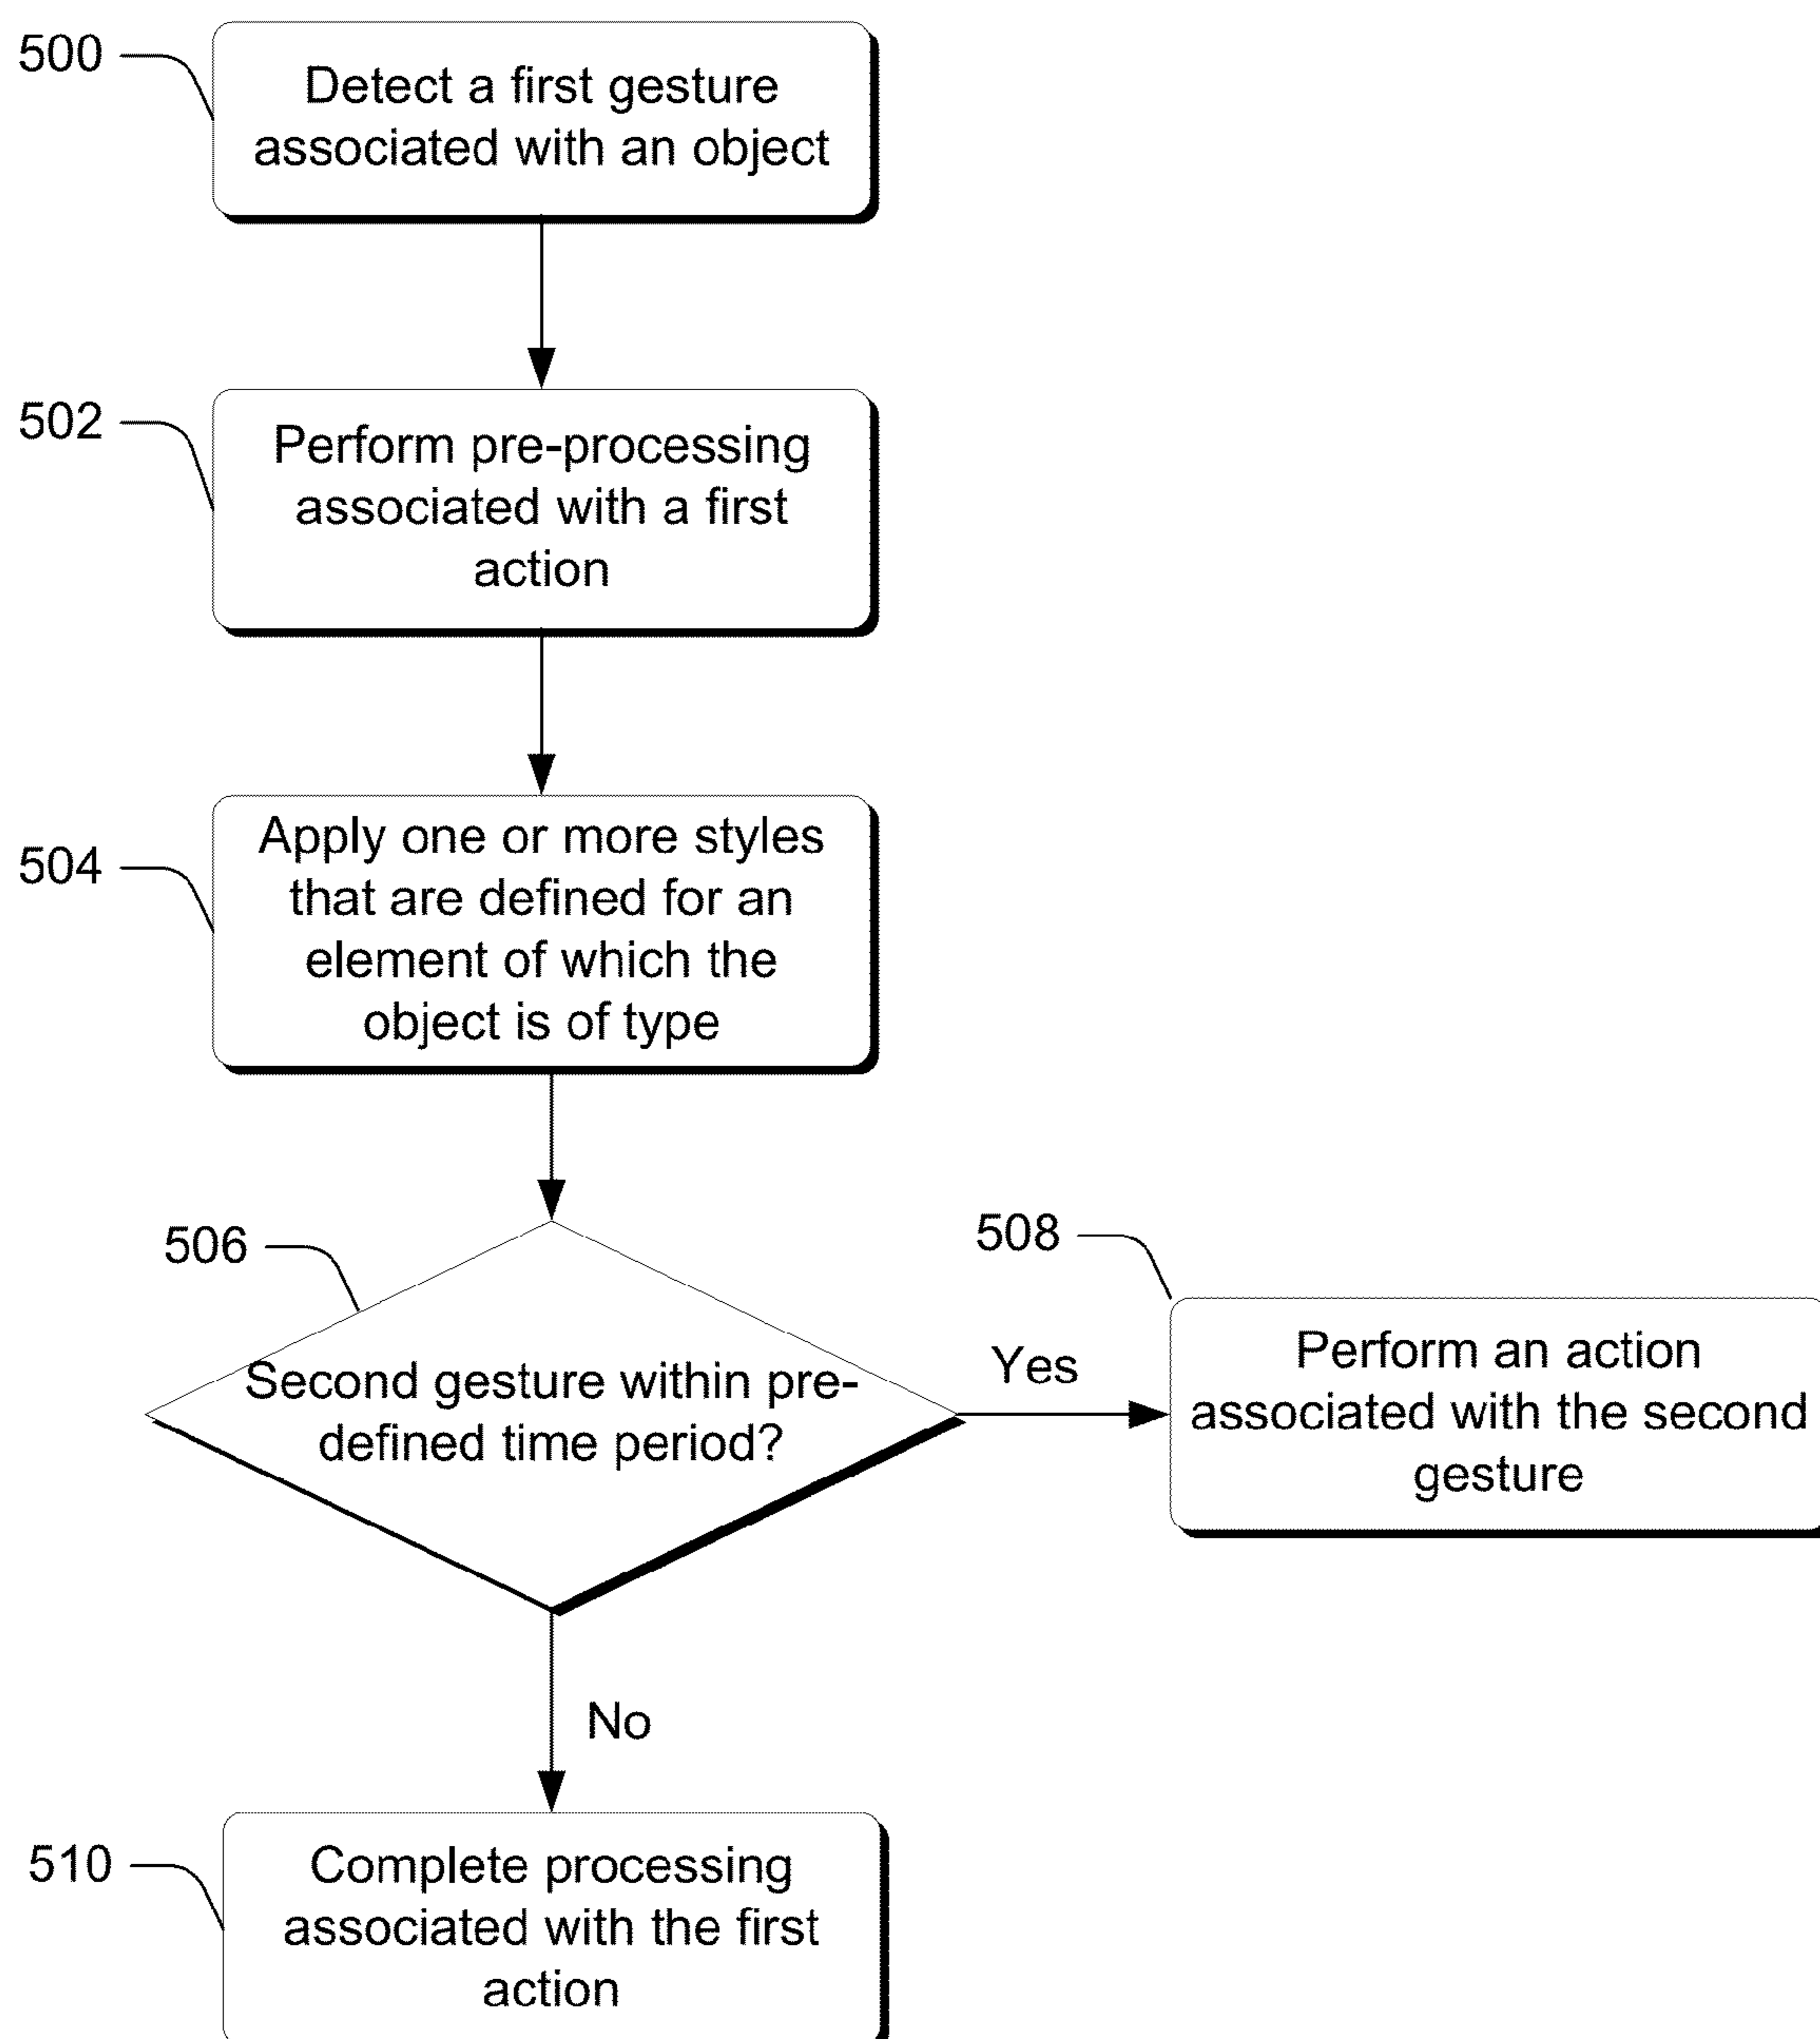 500
Detect a first gesture
associated with an object
502
Perform pre-processing
associated with a first
action
504
Apply one or more styles
that are defined for an
element of which the
object is of type
506
Second gesture within pre-
defined time period?
Yes
508
Perform an action
associated with the second
gesture
No
510
Complete processing
associated with the first
action